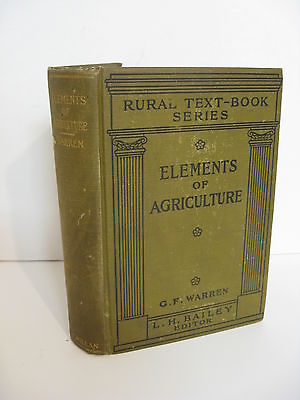 ELEMENTS
OF
AGRICULTURE
WARREN
RURAL TEXT-BOOK
SERIES
ELEMENTS
OF
AGRICULTURE
G. F. WARREN
L. H. BAILEY
EDITOR